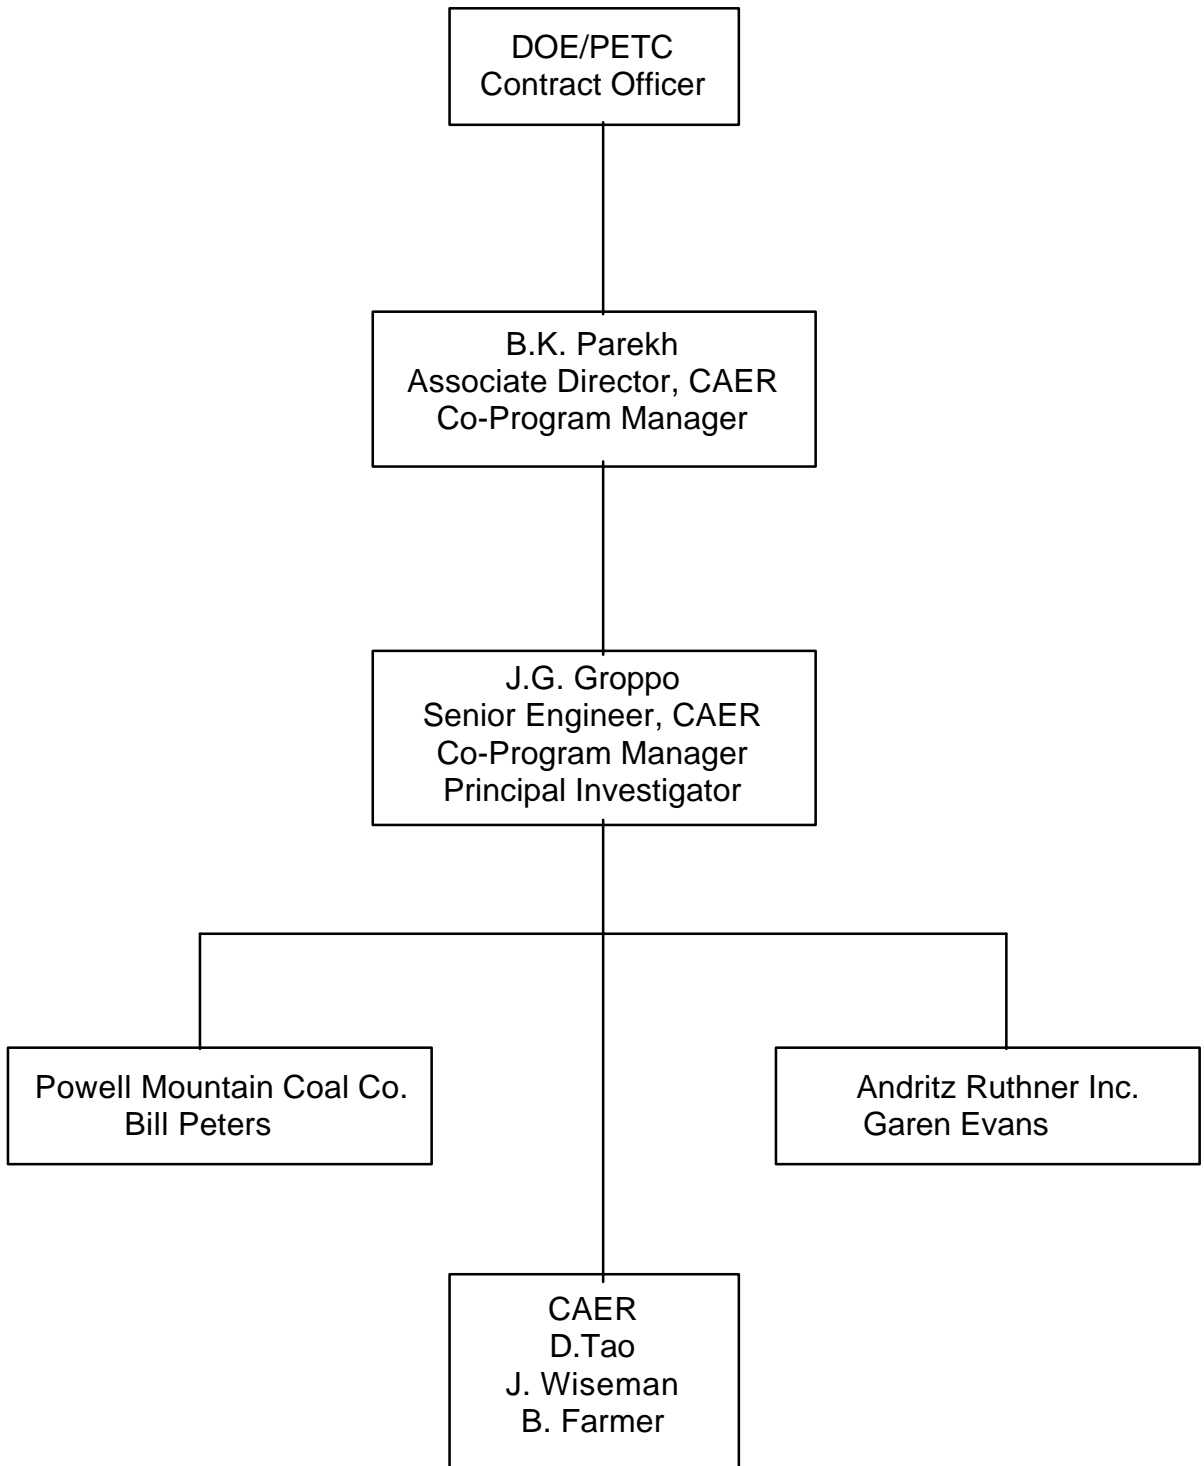 DOE/PETC
Contract Officer
B.K. Parekh
Associate Director, CAER
Co-Program Manager
J.G. Groppo
Senior Engineer, CAER
Co-Program Manager
Principal Investigator
Powell Mountain Coal Co.
Bill Peters
Andritz Ruthner Inc.
Garen Evans
CAER
D.Tao
J. Wiseman
B. Farmer